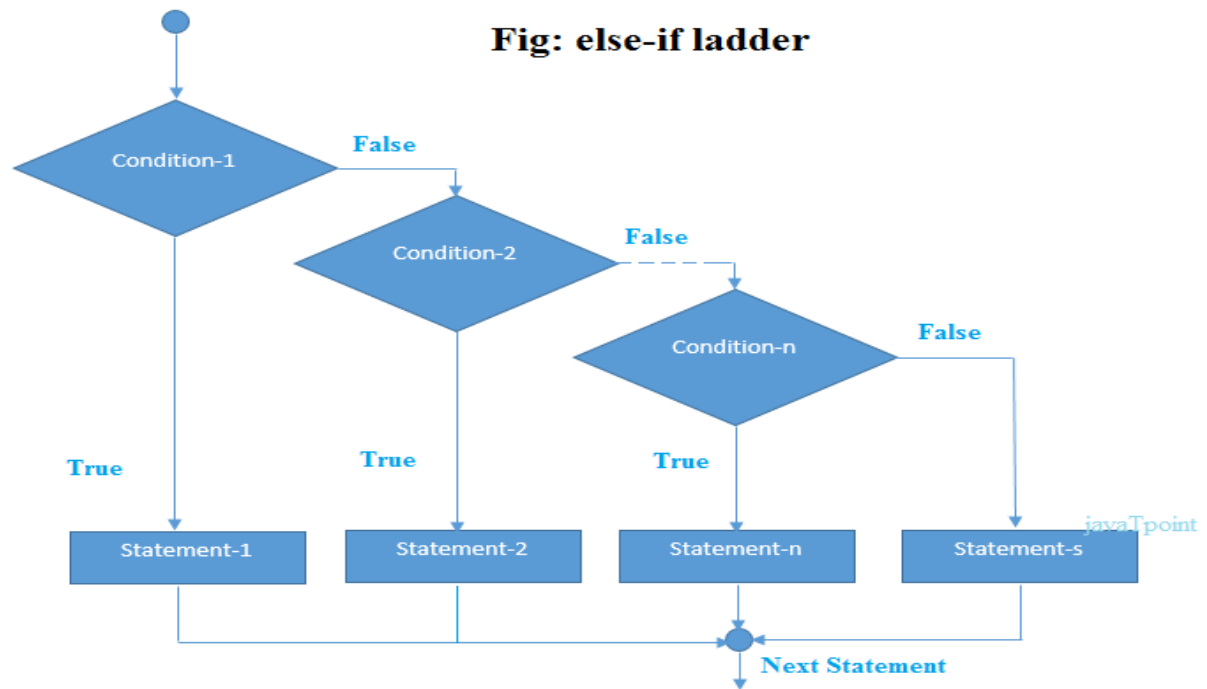 Fig: else-if ladder
False
Condition-1
False
Condition-2
False
Condition-n
True
True
True
javaTpoint
Statement-1
Statement-2
Statement-n
Statement-s
Next Statement